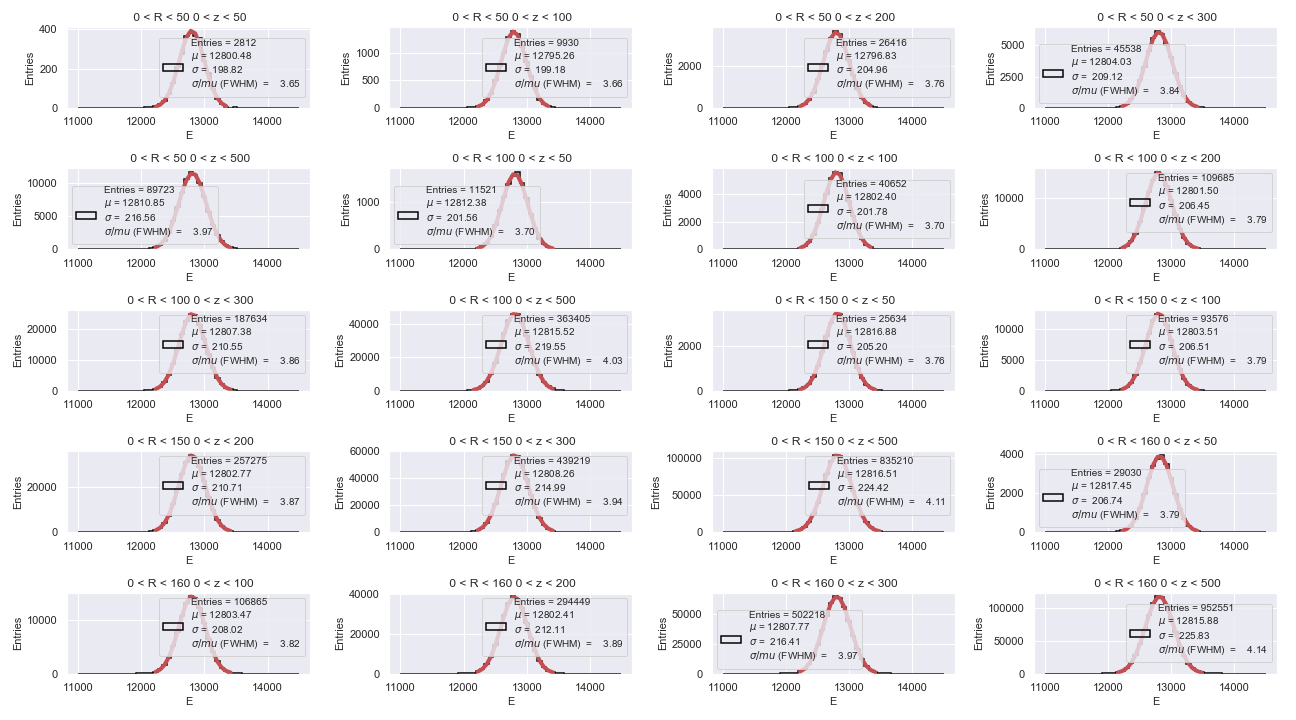 0 < R < 50 0 < z < 50
Entries
400
200
0
Entries = 2812
μ = 12800.48
σ = 198.82
σ/mu (FWHM) = 3.65
11000 12000 13000 14000
E
0 < R < 50 0 < z < 100
Entries
1000
500
0
Entries = 9930
μ = 12795.26
σ = 199.18
σ/mu (FWHM) = 3.66
11000 12000 13000 14000
E
0 < R < 50 0 < z < 200
Entries
2000
0
Entries = 26416
μ = 12796.83
σ = 204.96
σ/mu (FWHM) = 3.76
11000 12000 13000 14000
E
0 < R < 50 0 < z < 300
Entries
5000
2500
0
Entries = 45538
μ = 12804.03
σ = 209.12
σ/mu (FWHM) = 3.84
11000 12000 13000 14000
E
0 < R < 50 0 < z < 500
Entries
10000
5000
0
Entries = 89723
μ = 12810.85
σ = 216.56
σ/mu (FWHM) = 3.97
11000 12000 13000 14000
E
0 < R < 100 0 < z < 50
Entries
1000
0
Entries = 11521
μ = 12812.38
σ = 201.56
σ/mu (FWHM) = 3.70
11000 12000 13000 14000
E
0 < R < 100 0 < z < 100
Entries
4000
2000
0
Entries = 40652
μ = 12802.40
σ = 201.78
σ/mu (FWHM) = 3.70
11000 12000 13000 14000
E
0 < R < 100 0 < z < 200
Entries
10000
0
Entries = 109685
μ = 12801.50
σ = 206.45
σ/mu (FWHM) = 3.79
11000 12000 13000 14000
E
0 < R < 100 0 < z < 300
Entries
20000
10000
0
Entries = 187634
μ = 12807.38
σ = 210.55
σ/mu (FWHM) = 3.86
11000 12000 13000 14000
E
0 < R < 100 0 < z < 500
Entries
40000
20000
0
Entries = 363405
μ = 12815.52
σ = 219.55
σ/mu (FWHM) = 4.03
11000 12000 13000 14000
E
0 < R < 150 0 < z < 50
Entries
2000
0
Entries = 25634
μ = 12816.88
σ = 205.20
σ/mu (FWHM) = 3.76
11000 12000 13000 14000
E
0 < R < 150 0 < z < 100
Entries
10000
5000
0
Entries = 93576
μ = 12803.51
σ = 206.51
σ/mu (FWHM) = 3.79
11000 12000 13000 14000
E
0 < R < 150 0 < z < 200
Entries
20000
0
Entries = 257275
μ = 12802.77
σ = 210.71
σ/mu (FWHM) = 3.87
11000 12000 13000 14000
E
0 < R < 150 0 < z < 300
Entries
60000
40000
20000
0
Entries = 439219
μ = 12808.26
σ = 214.99
σ/mu (FWHM) = 3.94
11000 12000 13000 14000
E
0 < R < 150 0 < z < 500
Entries
100000
50000
0
Entries = 835210
μ = 12816.51
σ = 224.42
σ/mu (FWHM) = 4.11
11000 12000 13000 14000
E
0 < R < 160 0 < z < 50
Entries
4000
2000
0
Entries = 29030
μ = 12817.45
σ = 206.74
σ/mu (FWHM) = 3.79
11000 12000 13000 14000
E
0 < R < 160 0 < z < 100
Entries
10000
0
Entries = 106865
μ = 12803.47
σ = 208.02
σ/mu (FWHM) = 3.82
11000 12000 13000 14000
E
0 < R < 160 0 < z < 200
Entries
40000
20000
0
Entries = 294449
μ = 12802.41
σ = 212.11
σ/mu (FWHM) = 3.89
11000 12000 13000 14000
E
0 < R < 160 0 < z < 300
Entries
50000
25000
0
Entries = 502218
μ = 12807.77
σ = 216.41
σ/mu (FWHM) = 3.97
11000 12000 13000 14000
E
0 < R < 160 0 < z < 500
Entries
100000
50000
0
Entries = 952551
μ = 12815.88
σ = 225.83
σ/mu (FWHM) = 4.14
11000 12000 13000 14000
E